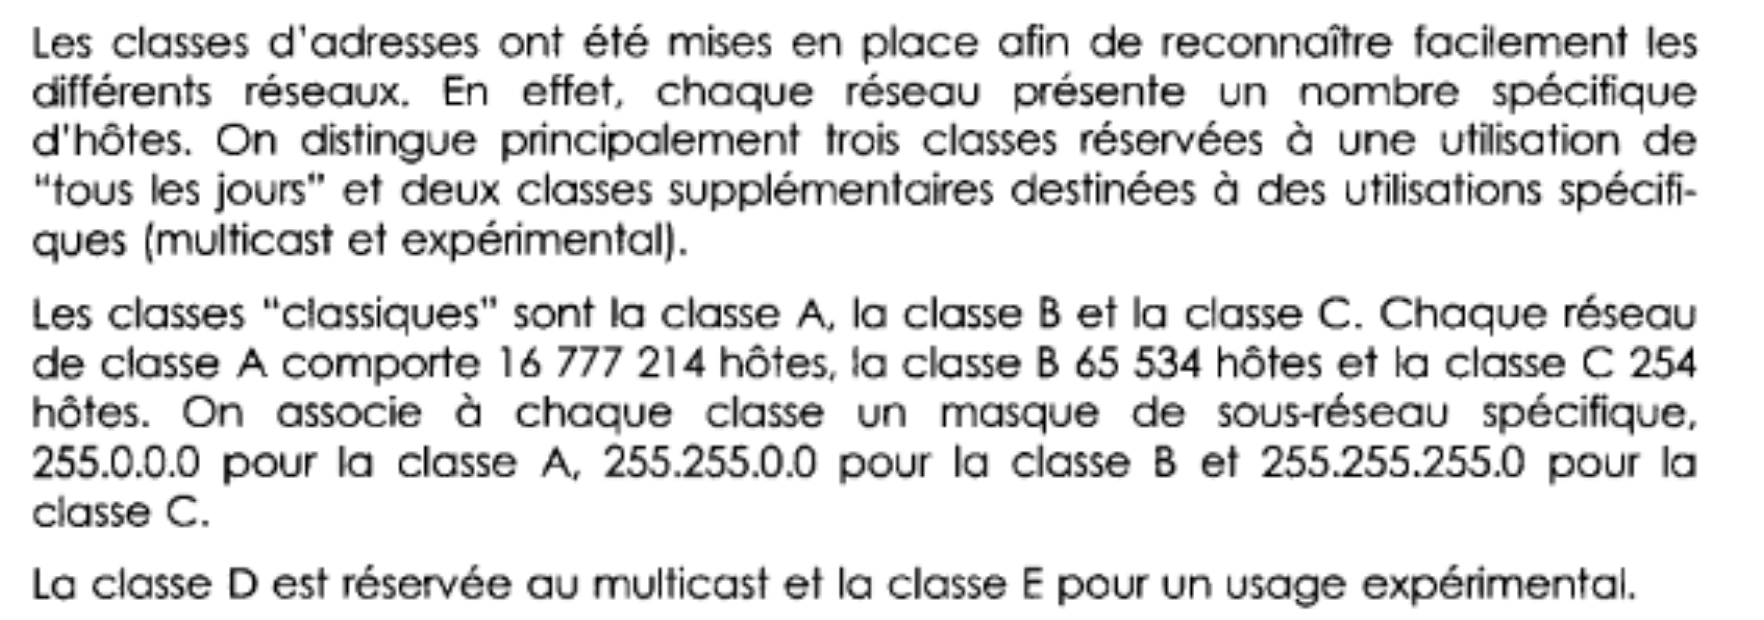 Les classes d'adresses ont été mises en place afin de reconnaître facilement les
différents réseaux. En effet, chaque réseau présente un nombre spécifique
d'hôtes. On distingue principalement trois classes réservées à une utilisation de
"tous les jours" et deux classes supplémentaires destinées à des utilisations spécifi-
ques (multicast et expérimental).
Les classes "classiques" sont la classe A, la classe B et la classe C. Chaque réseau
de classe A comporte 16 777 214 hôtes, la classe B 65 534 hôtes et la classe C 254
hôtes. On associe à chaque classe un masque de sous-réseau spécifique,
255.0.0.0 pour la classe A, 255.255.0.0 pour la classe B et 255.255.255.0 pour la
classe C.
La classe D est réservée au multicast et la classe E pour un usage expérimental.